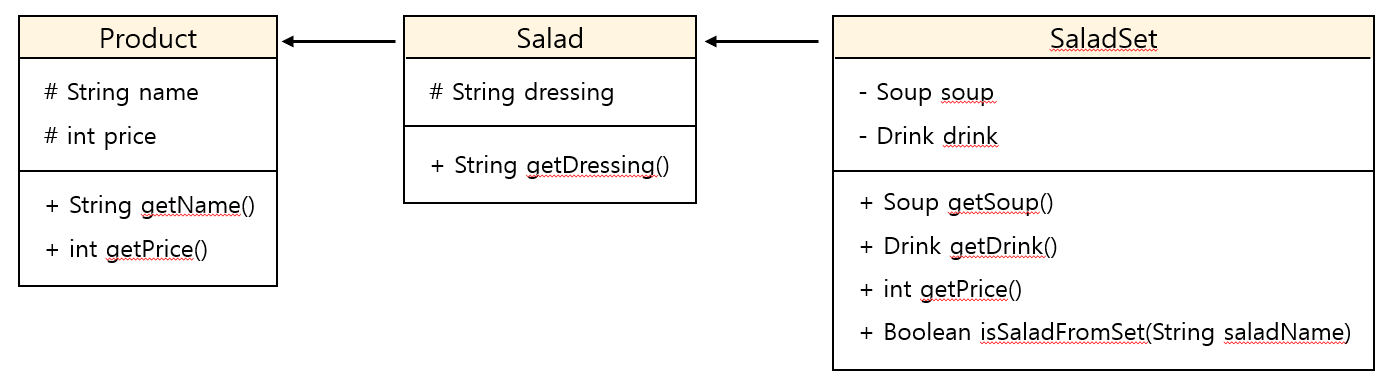 Product
# String name
# int price
+ String getName()
+ int getPrice()
Salad
# String dressing
+ String getDressing()
SaladSet
- Soup soup
- Drink drink
+ Soup getSoup()
+ Drink getDrink()
+ int getPrice()
+ Boolean isSaladFromSet(String saladName)